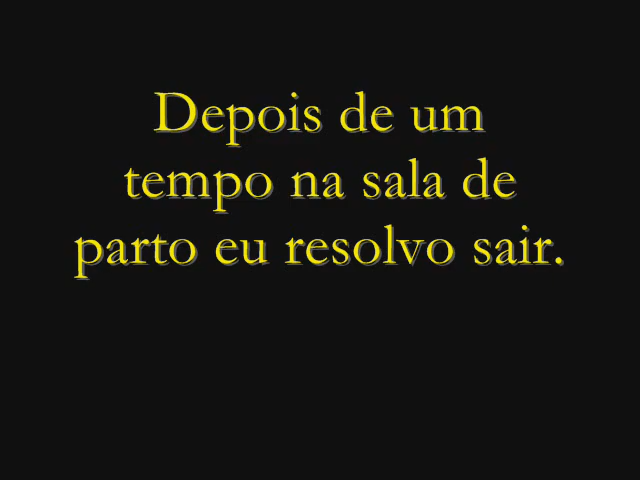 Depois de um
tempo na sala de
parto eu resolvo sair.